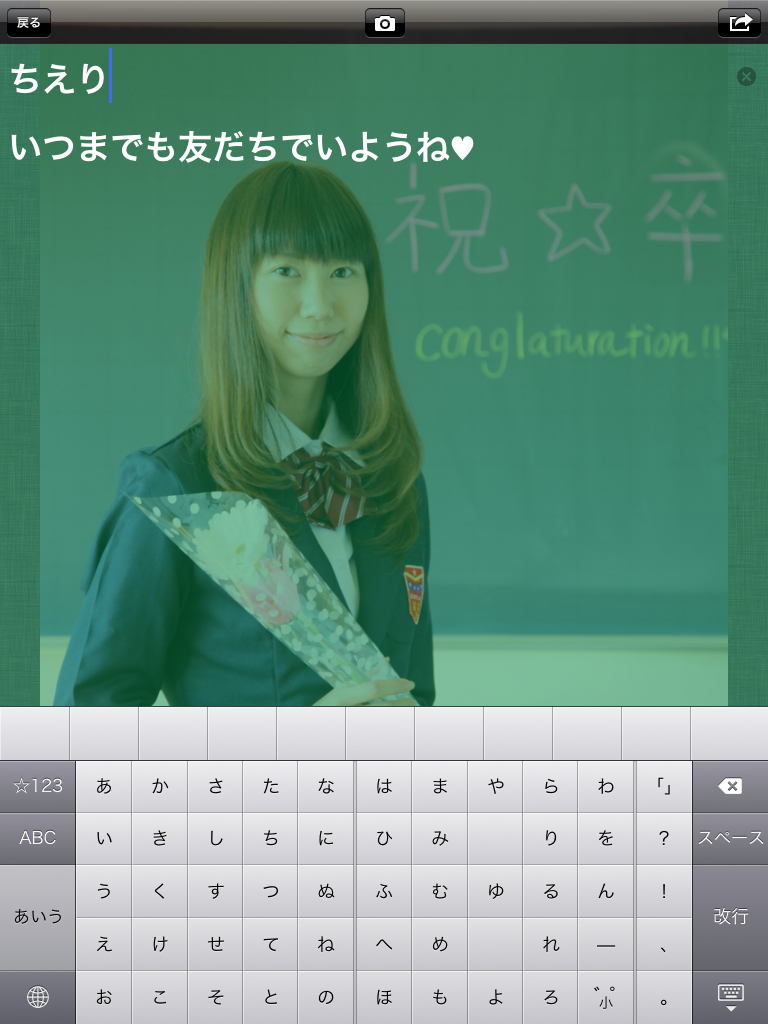 戻る
ちえり
いつまでも友だちでいようね♥
祝☆卒
conglaturation!!!
☆123 あ か さ た な は ま や ら わ 「」
ABC い き し ち に ひ み り を ? スペース
う く す つ ぬ ふ む ゆ る ん !
あいう 改行
え け せ て ね へ め れ ー 、
お こ そ と の ほ も よ ろ ゛゜小 。